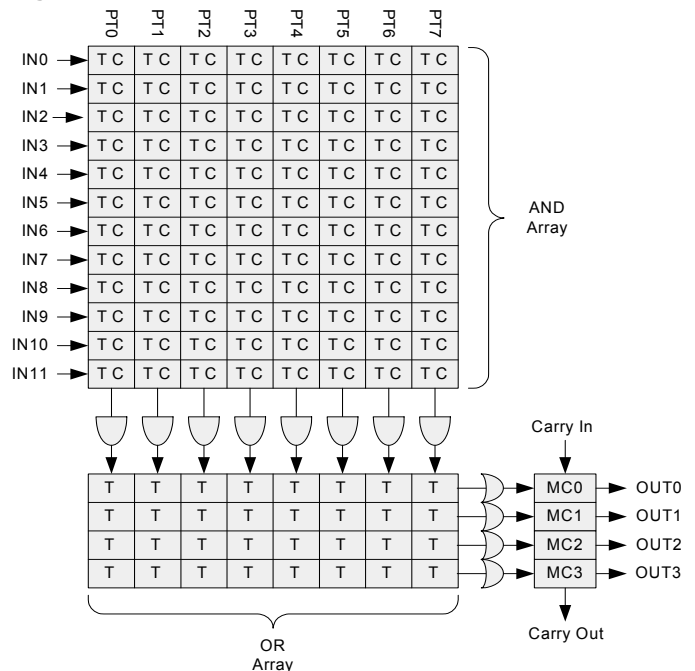 PT0 PT1 PT2 PT3 PT4 PT5 PT6 PT7
IN0 T C T C T C T C T C T C T C T C
IN1 T C T C T C T C T C T C T C T C
IN2 T C T C T C T C T C T C T C T C
IN3 T C T C T C T C T C T C T C T C
IN4 T C T C T C T C T C T C T C T C
IN5 T C T C T C T C T C T C T C T C
IN6 T C T C T C T C T C T C T C T C
IN7 T C T C T C T C T C T C T C T C
IN8 T C T C T C T C T C T C T C T C
IN9 T C T C T C T C T C T C T C T C
IN10 T C T C T C T C T C T C T C T C
IN11 T C T C T C T C T C T C T C T C
AND
Array
Carry In
T T T T T T T T MC0 OUT0
T T T T T T T T MC1 OUT1
T T T T T T T T MC2 OUT2
T T T T T T T T MC3 OUT3
Carry Out
OR
Array